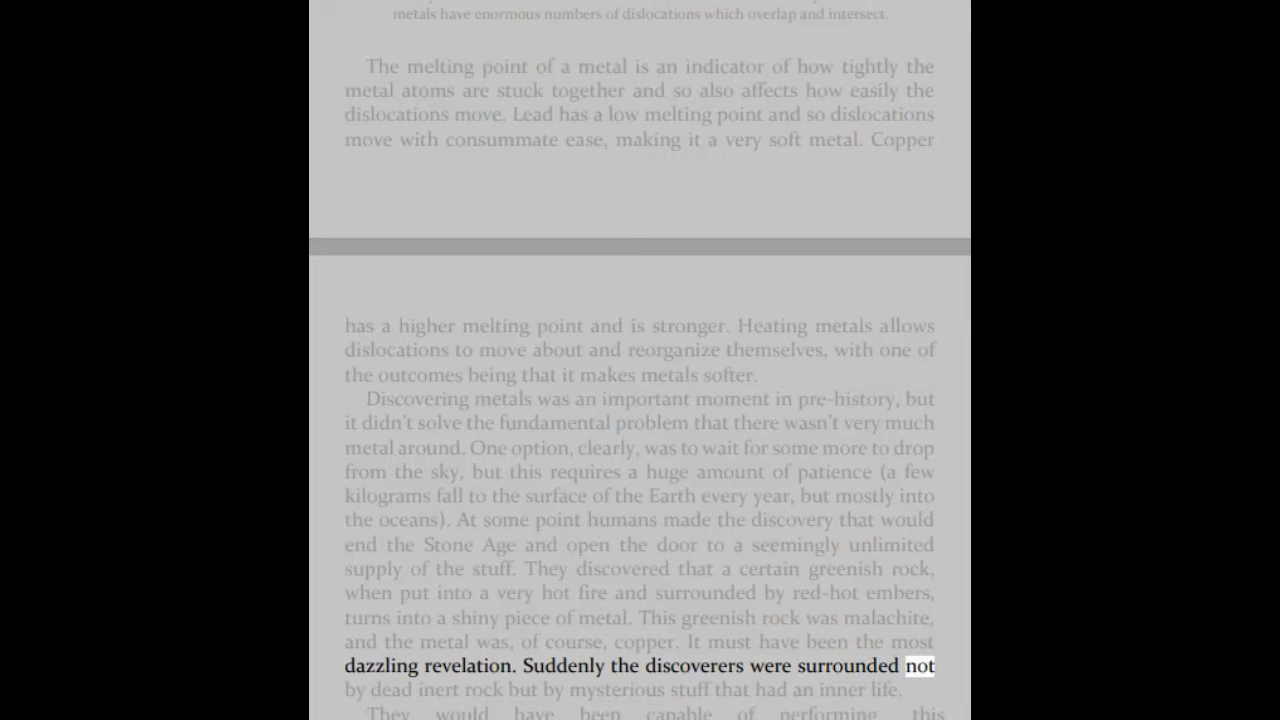 metals have enormous numbers of dislocations which overlap and intersect.
The melting point of a metal is an indicator of how tightly the
metal atoms are stuck together and so also affects how easily the
dislocations move. Lead has a low melting point and so dislocations
move with consummate ease, making it a very soft metal. Copper
has a higher melting point and is stronger. Heating metals allows
dislocations to move about and reorganize themselves, with one of
the outcomes being that it makes metals softer.
Discovering metals was an important moment in pre-history, but
it didn't solve the fundamental problem that there wasn't very much
metal around. One option, clearly, was to wait for some more to drop
from the sky, but this requires a huge amount of patience (a few
kilograms fall to the surface of the Earth every year, but mostly into
the oceans). At some point humans made the discovery that would
end the Stone Age and open the door to a seemingly unlimited
supply of the stuff. They discovered that a certain greenish rock,
when put into a very hot fire and surrounded by red-hot embers,
turns into a shiny piece of metal. This greenish rock was malachite,
and the metal was, of course, copper. It must have been the most
dazzling revelation. Suddenly the discoverers were surrounded not
by dead inert rock but by mysterious stuff that had an inner life.
They would have been capable of performing this